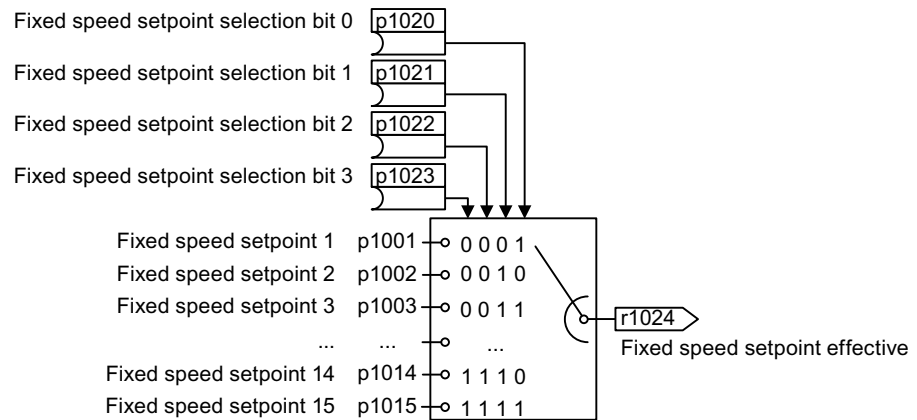 Fixed speed setpoint selection bit 0 p1020
Fixed speed setpoint selection bit 1 p1021
Fixed speed setpoint selection bit 2 p1022
Fixed speed setpoint selection bit 3 p1023
Fixed speed setpoint 1 p1001 0 0 0 1
Fixed speed setpoint 2 p1002 0 0 1 0
Fixed speed setpoint 3 p1003 0 0 1 1
r1024
... ... ...
Fixed speed setpoint effective
Fixed speed setpoint 14 p1014 1 1 1 0
Fixed speed setpoint 15 p1015 1 1 1 1